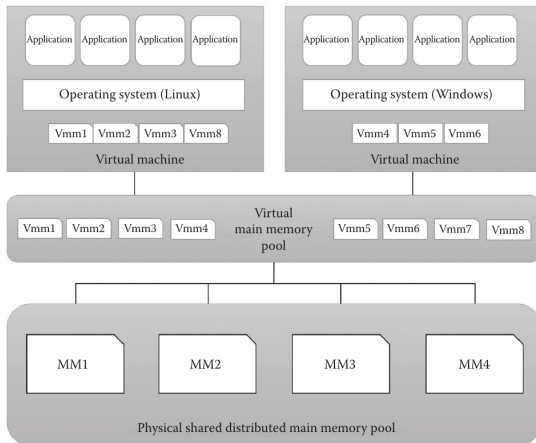 Application Application Application Application
Operating system (Linux)
Vmm1 Vmm2 Vmm3 Vmm8
Virtual machine
Application Application Application Application
Operating system (Windows)
Vmm4 Vmm5 Vmm6
Virtual machine
Vmm1 Vmm2 Vmm3 Vmm4
Virtual
main memory
pool
Vmm5 Vmm6 Vmm7 Vmm8
MM1 MM2 MM3 MM4
Physical shared distributed main memory pool